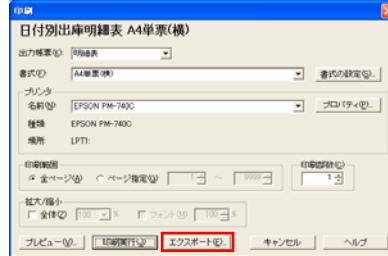 印刷
日付別出庫明細表 A4単票(横)
出力帳票(K): 明細表
書式(E): A4単票(横) 書式の設定(S)...
プリンタ
名前(N): EPSON PM-740C プロパティ(P)...
種類: EPSON PM-740C
場所: LPT1:
印刷範囲 印刷部数(C)
全ページ(A) ページ指定(G) 1 ~ 9999 1
拡大/縮小
全体(Z) 100 % フォント(F) 100 %
プレビュー(V)... 印刷実行(J) エクスポート(E)... キャンセル ヘルプ